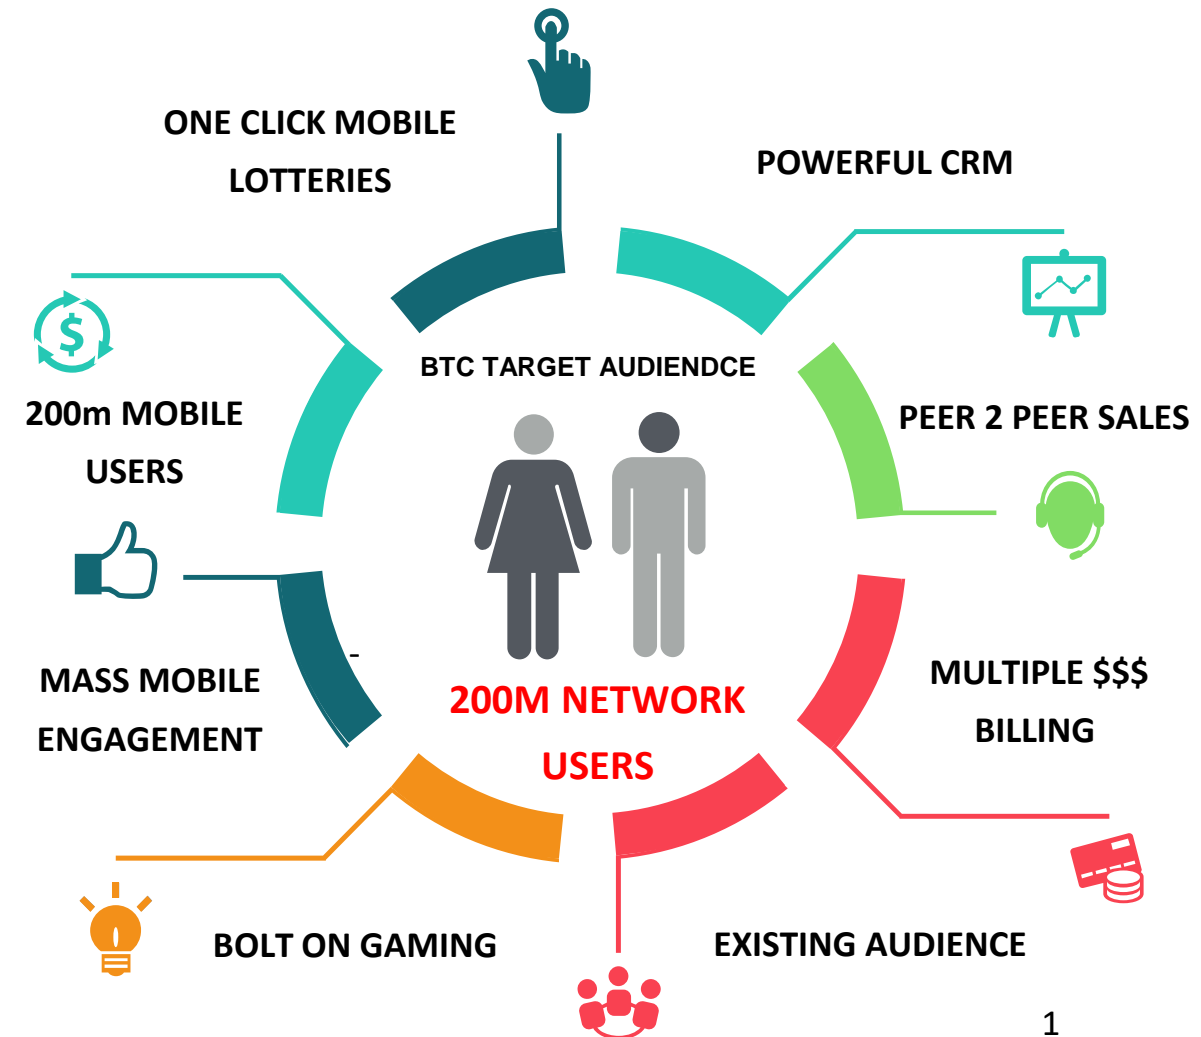 ONE CLICK MOBILE
LOTTERIES
POWERFUL CRM
$
200m MOBILE
USERS
BTC TARGET AUDIENDCE
PEER 2 PEER SALES
-
MASS MOBILE
ENGAGEMENT
200M NETWORK
USERS
MULTIPLE $$$
BILLING
BOLT ON GAMING
EXISTING AUDIENCE
1